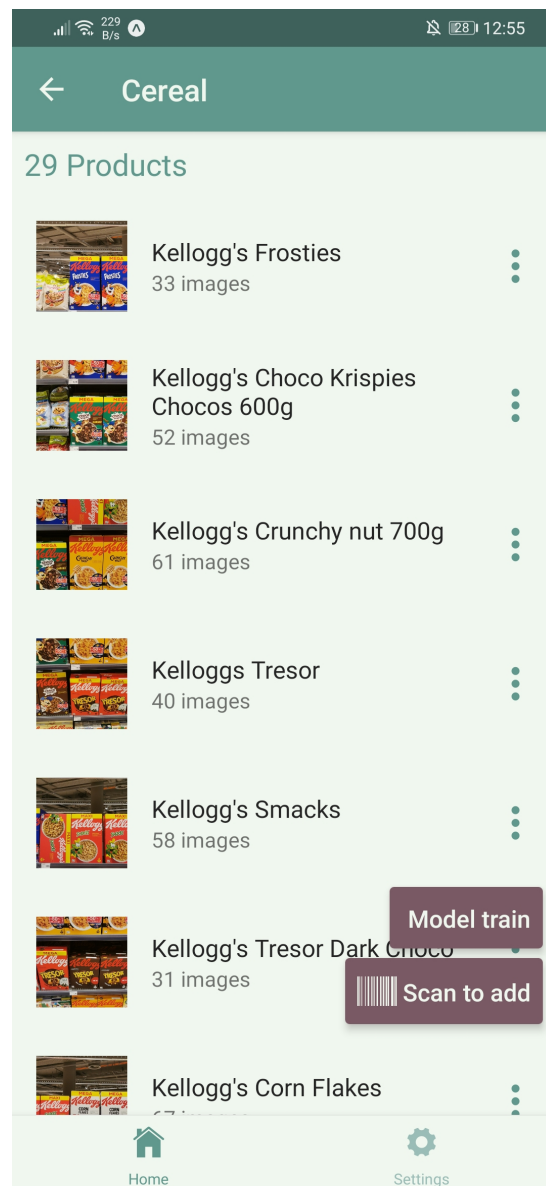 229
B/s
28
12:55
Cereal
29 Products
Kellogg's Frosties
33 images
Kellogg's Choco Krispies
Chocos 600g
52 images
Kellogg's Crunchy nut 700g
61 images
Kelloggs Tresor
40 images
Kellogg's Smacks
58 images
Model train
Kellogg's Tresor Dark Choco
31 images
Scan to add
Kellogg's Corn Flakes
Home
Settings